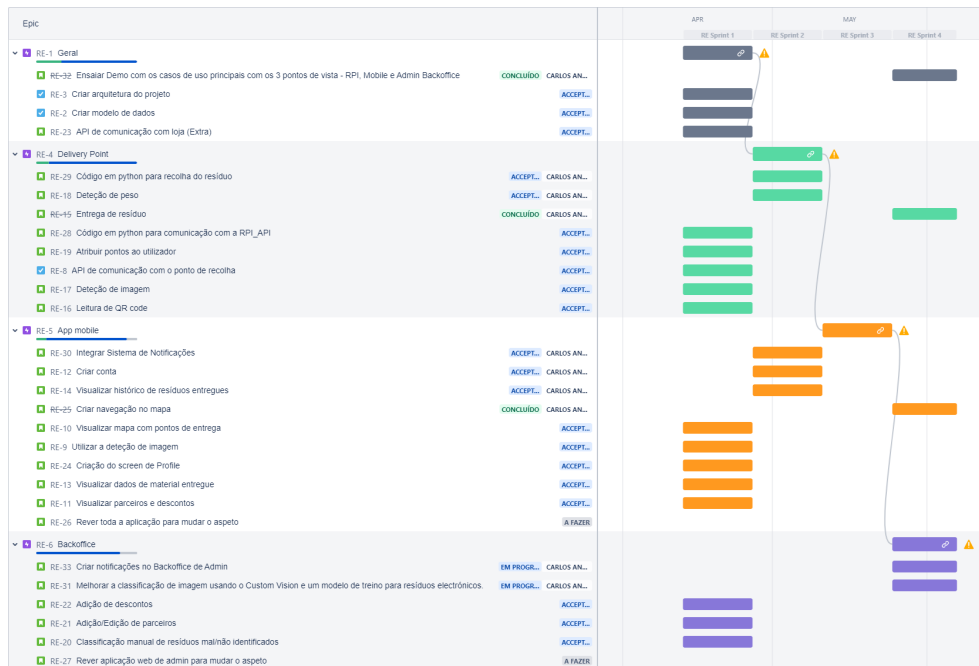 Epic
APR
MAY
RE Sprint 1
RE Sprint 2
RE Sprint 3
RE Sprint 4
RE-1 Geral
RE-32 Ensaiar Demo com os casos de uso principais com os 3 pontos de vista - RPI, Mobile e Admin Backoffice CONCLUÍDO CARLOS AN...
RE-3 Criar arquitetura do projeto ACCEPT...
RE-2 Criar modelo de dados ACCEPT...
RE-23 API de comunicação com loja (Extra) ACCEPT...
RE-4 Delivery Point
RE-29 Código em python para recolha do resíduo ACCEPT... CARLOS AN...
RE-18 Deteção de peso ACCEPT... CARLOS AN...
RE-15 Entrega de resíduo CONCLUÍDO CARLOS AN...
RE-28 Código em python para comunicação com a RPI_API ACCEPT...
RE-19 Atribuir pontos ao utilizador ACCEPT...
RE-8 API de comunicação com o ponto de recolha ACCEPT...
RE-17 Deteção de imagem ACCEPT...
RE-16 Leitura de QR code ACCEPT...
RE-5 App mobile
RE-30 Integrar Sistema de Notificações ACCEPT... CARLOS AN...
RE-12 Criar conta ACCEPT... CARLOS AN...
RE-14 Visualizar histórico de resíduos entregues ACCEPT... CARLOS AN...
RE-25 Criar navegação no mapa CONCLUÍDO CARLOS AN...
RE-10 Visualizar mapa com pontos de entrega ACCEPT...
RE-9 Utilizar a deteção de imagem ACCEPT...
RE-24 Criação do screen de Profile ACCEPT...
RE-13 Visualizar dados de material entregue ACCEPT...
RE-11 Visualizar parceiros e descontos ACCEPT...
RE-26 Rever toda a aplicação para mudar o aspeto A FAZER
RE-6 Backoffice
RE-33 Criar notificações no Backoffice de Admin EM PROGR... CARLOS AN...
RE-31 Melhorar a classificação de imagem usando o Custom Vision e um modelo de treino para resíduos electrónicos. EM PROGR... CARLOS AN...
RE-22 Adição de descontos ACCEPT...
RE-21 Adição/Edição de parceiros ACCEPT...
RE-20 Classificação manual de resíduos mal/não identificados ACCEPT...
RE-27 Rever aplicação web de admin para mudar o aspeto A FAZER